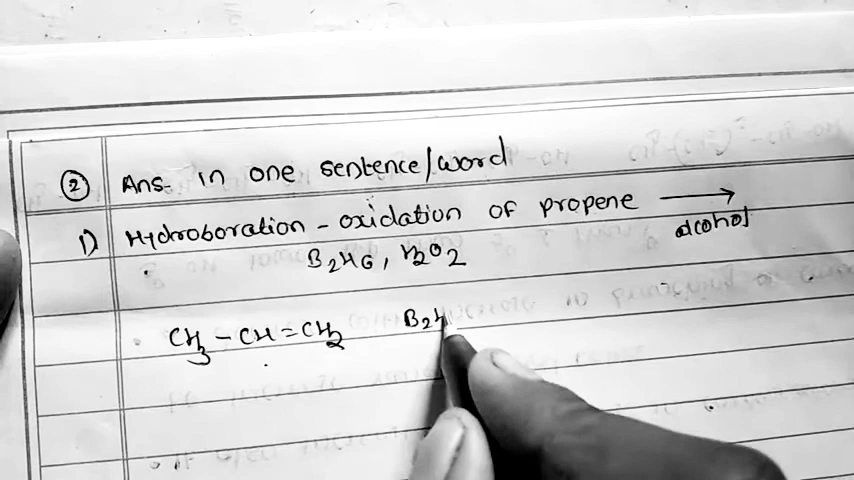 ② Ans. in one sentence/word
1) Hydroboration - oxidation of propene ⟶ alcohol
B2H6, H2O2
CH3 - CH = CH2 B2H